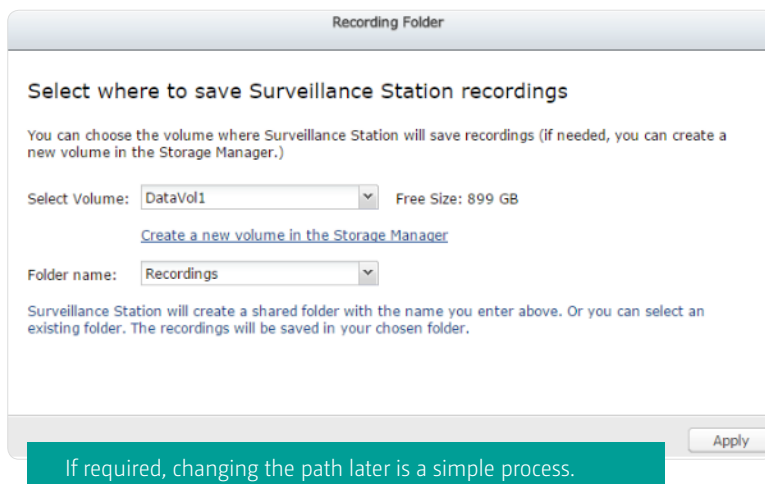 Recording Folder
Select where to save Surveillance Station recordings
You can choose the volume where Surveillance Station will save recordings (if needed, you can create a
new volume in the Storage Manager.)
Select Volume: DataVol1 Free Size: 899 GB
Create a new volume in the Storage Manager
Folder name: Recordings
Surveillance Station will create a shared folder with the name you enter above. Or you can select an
existing folder. The recordings will be saved in your chosen folder.
Apply
If required, changing the path later is a simple process.